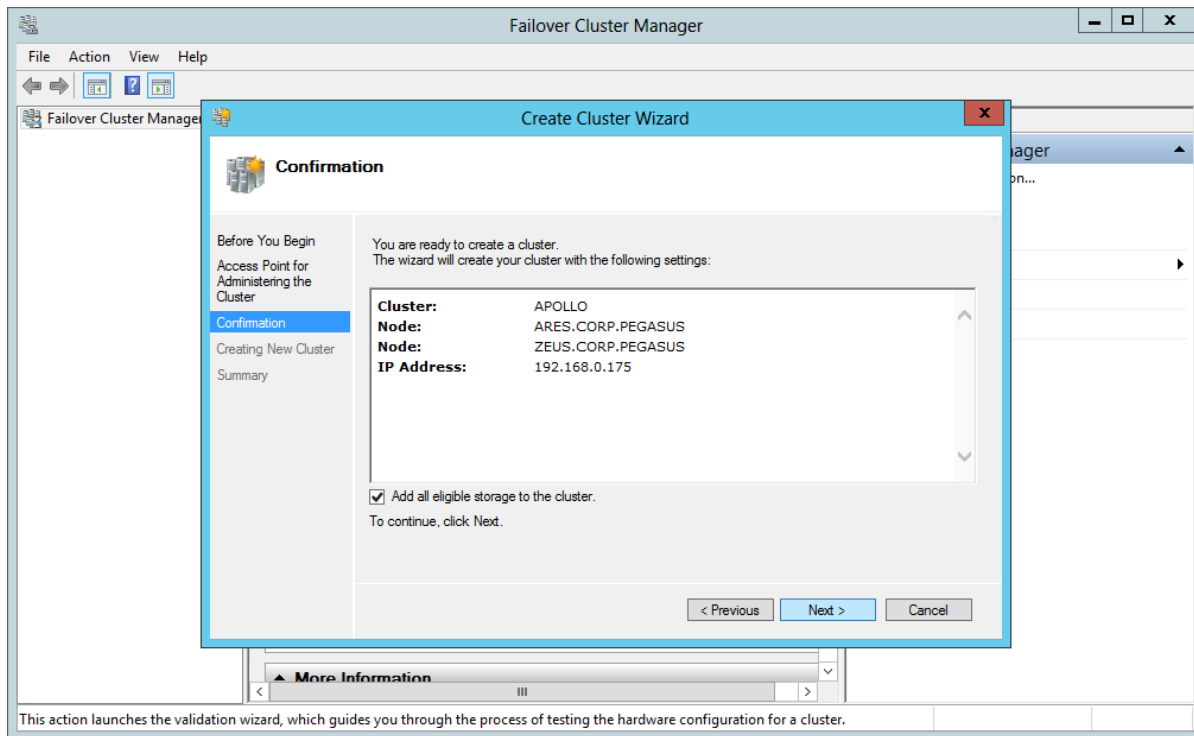 Failover Cluster Manager
File Action View Help
Failover Cluster Manager
Create Cluster Wizard
x
Confirmation
Before You Begin
Access Point for
Administering the
Cluster
Confirmation
Creating New Cluster
Summary
You are ready to create a cluster.
The wizard will create your cluster with the following settings:
Cluster: APOLLO
Node: ARES.CORP.PEGASUS
Node: ZEUS.CORP.PEGASUS
IP Address: 192.168.0.175
Add all eligible storage to the cluster.
To continue, click Next.
< Previous Next > Cancel
More Information
This action launches the validation wizard, which guides you through the process of testing the hardware configuration for a cluster.